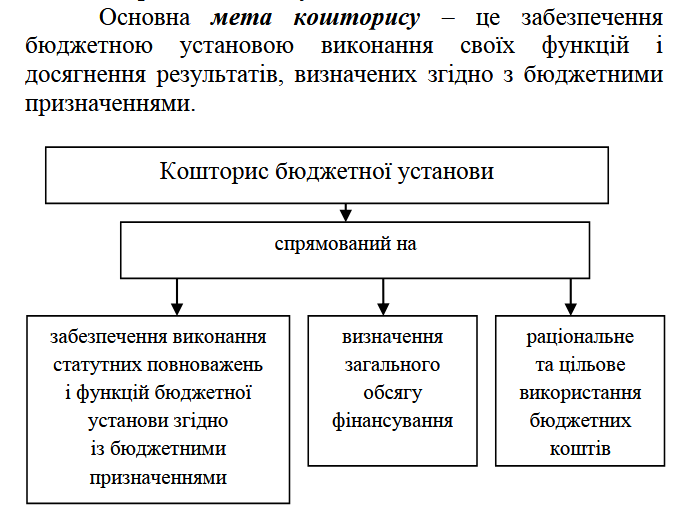 Основна мета кошторису – це забезпечення
бюджетною установою виконання своїх функцій і
досягнення результатів, визначених згідно з бюджетними
призначеннями.
Кошторис бюджетної установи
спрямований на
забезпечення виконання
статутних повноважень
і функцій бюджетної
установи згідно
із бюджетними
призначеннями
визначення
загального
обсягу
фінансування
раціональне
та цільове
використання
бюджетних
коштів